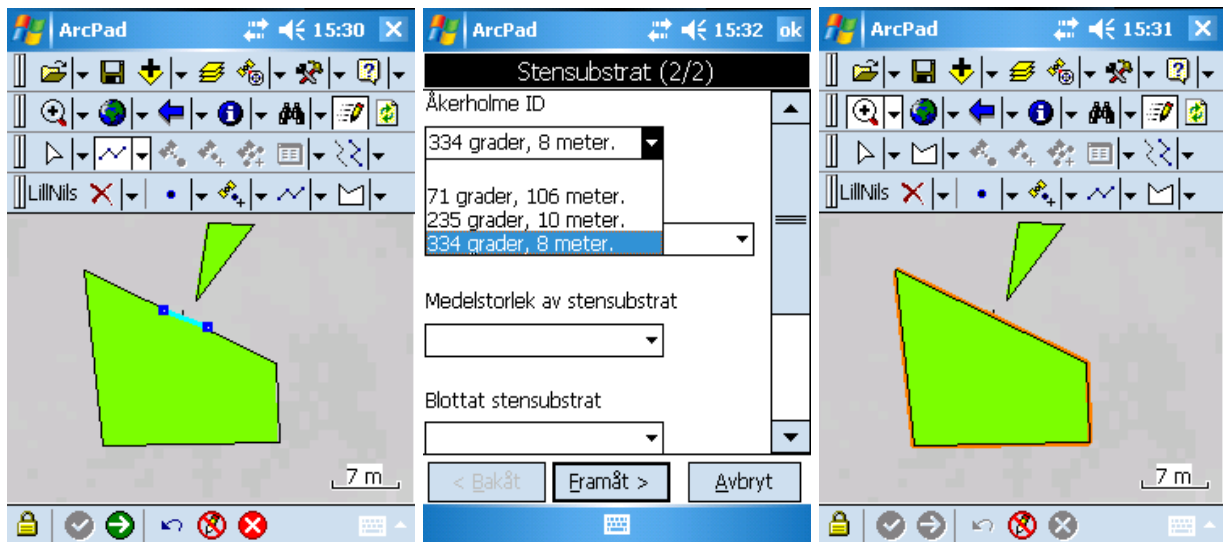 ArcPad 15:30
LillNils
7 m
ArcPad 15:32 ok
Stensubstrat (2/2)
Åkerholme ID
334 grader, 8 meter.
71 grader, 106 meter.
235 grader, 10 meter.
334 grader, 8 meter.
Medelstorlek av stensubstrat
Blottat stensubstrat
< Bakåt Framåt > Avbryt
ArcPad 15:31
LillNils
7 m